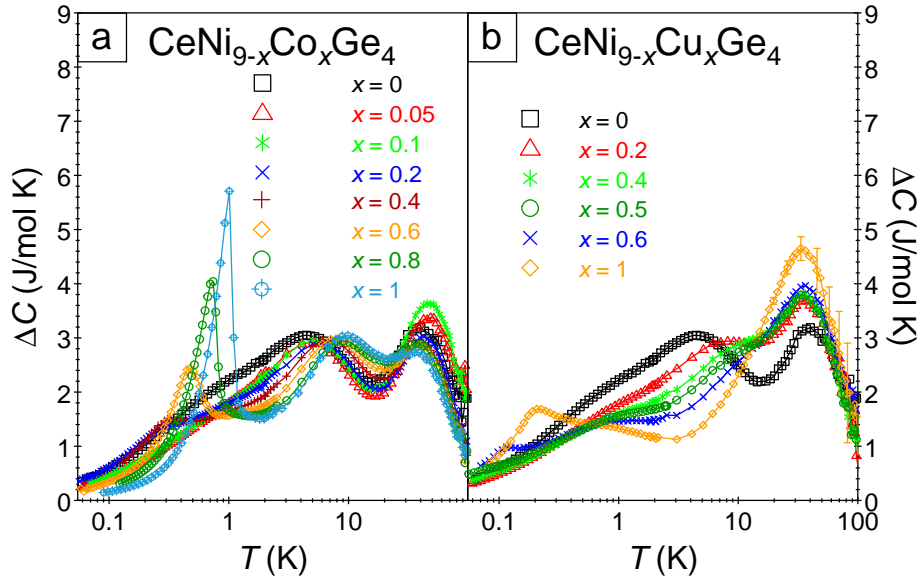 a CeNi9-xCoxGe4
x = 0
x = 0.05
x = 0.1
x = 0.2
x = 0.4
x = 0.6
x = 0.8
x = 1
ΔC (J/mol K)
9
8
7
6
5
4
3
2
1
0
0.1 1 10
T (K)
b CeNi9-xCuxGe4
x = 0
x = 0.2
x = 0.4
x = 0.5
x = 0.6
x = 1
0.1 1 10 100
T (K)
9
8
7
6
5
4
3
2
1
0
ΔC (J/mol K)